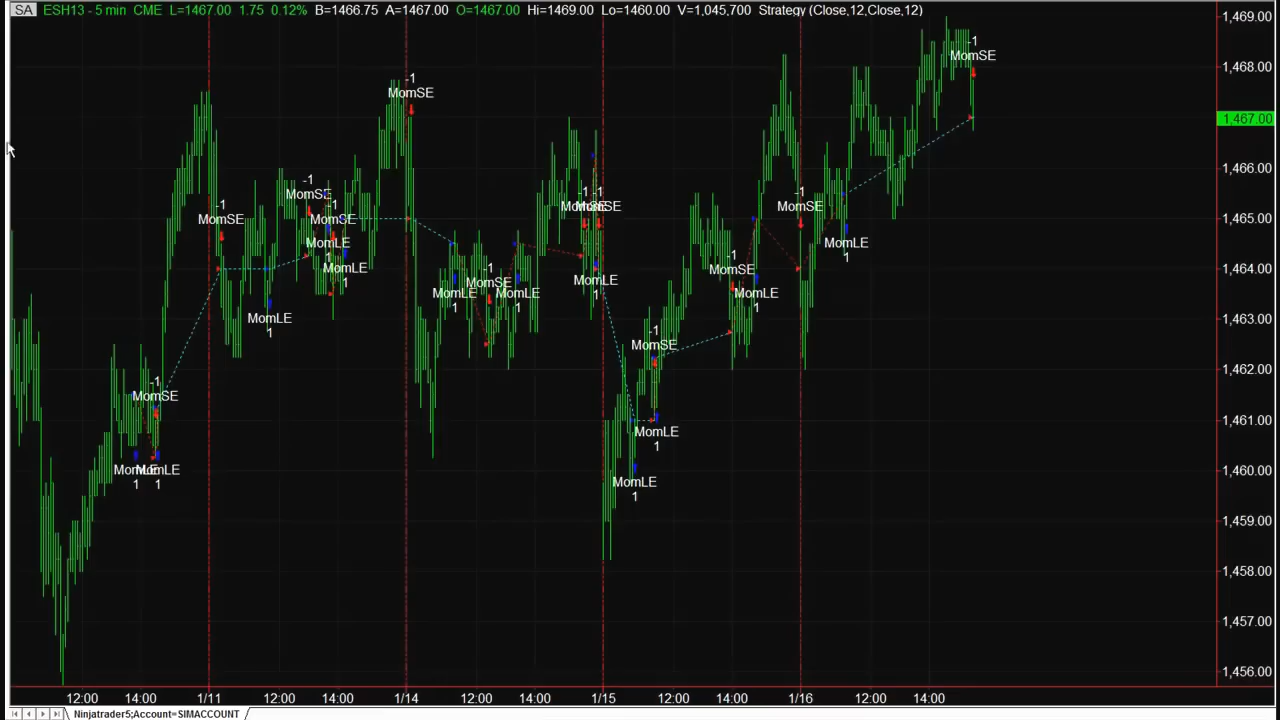 SA ESH13 - 5 min CME L=1467.00 1.75 0.12% B=1466.75 A=1467.00 O=1467.00 Hi=1469.00 Lo=1460.00 V=1,045,700 Strategy (Close,12,Close,12)
1,469.00
-1
MomSE
1,468.00
-1
MomSE
1,467.00
1,466.00
-1
MomSE
-1
-1
MomSE
-1
MomSE
-1
MomSE
-1
MomSE
MomSE
1,465.00
MomLE
1
MomLE
1
MomLE
1
-1
MomSE
1,464.00
-1
MomSE
MomLE
1
MomLE
1
MomLE
1
MomLE
1
MomLE
1
1,463.00
-1
MomSE
1,462.00
-1
MomSE
1,461.00
MomLE
1
MomLE
1
1,460.00
MomLE
1
1,459.00
1,458.00
1,457.00
1,456.00
12:00 14:00 1/11 12:00 14:00 1/14 12:00 14:00 1/15 12:00 14:00 1/16 12:00 14:00
Ninjatrader5;Account=SIMACCOUNT